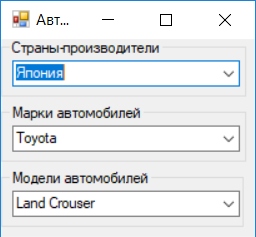 Авт...
Страны-производители
Япония
Марки автомобилей
Toyota
Модели автомобилей
Land Crouser